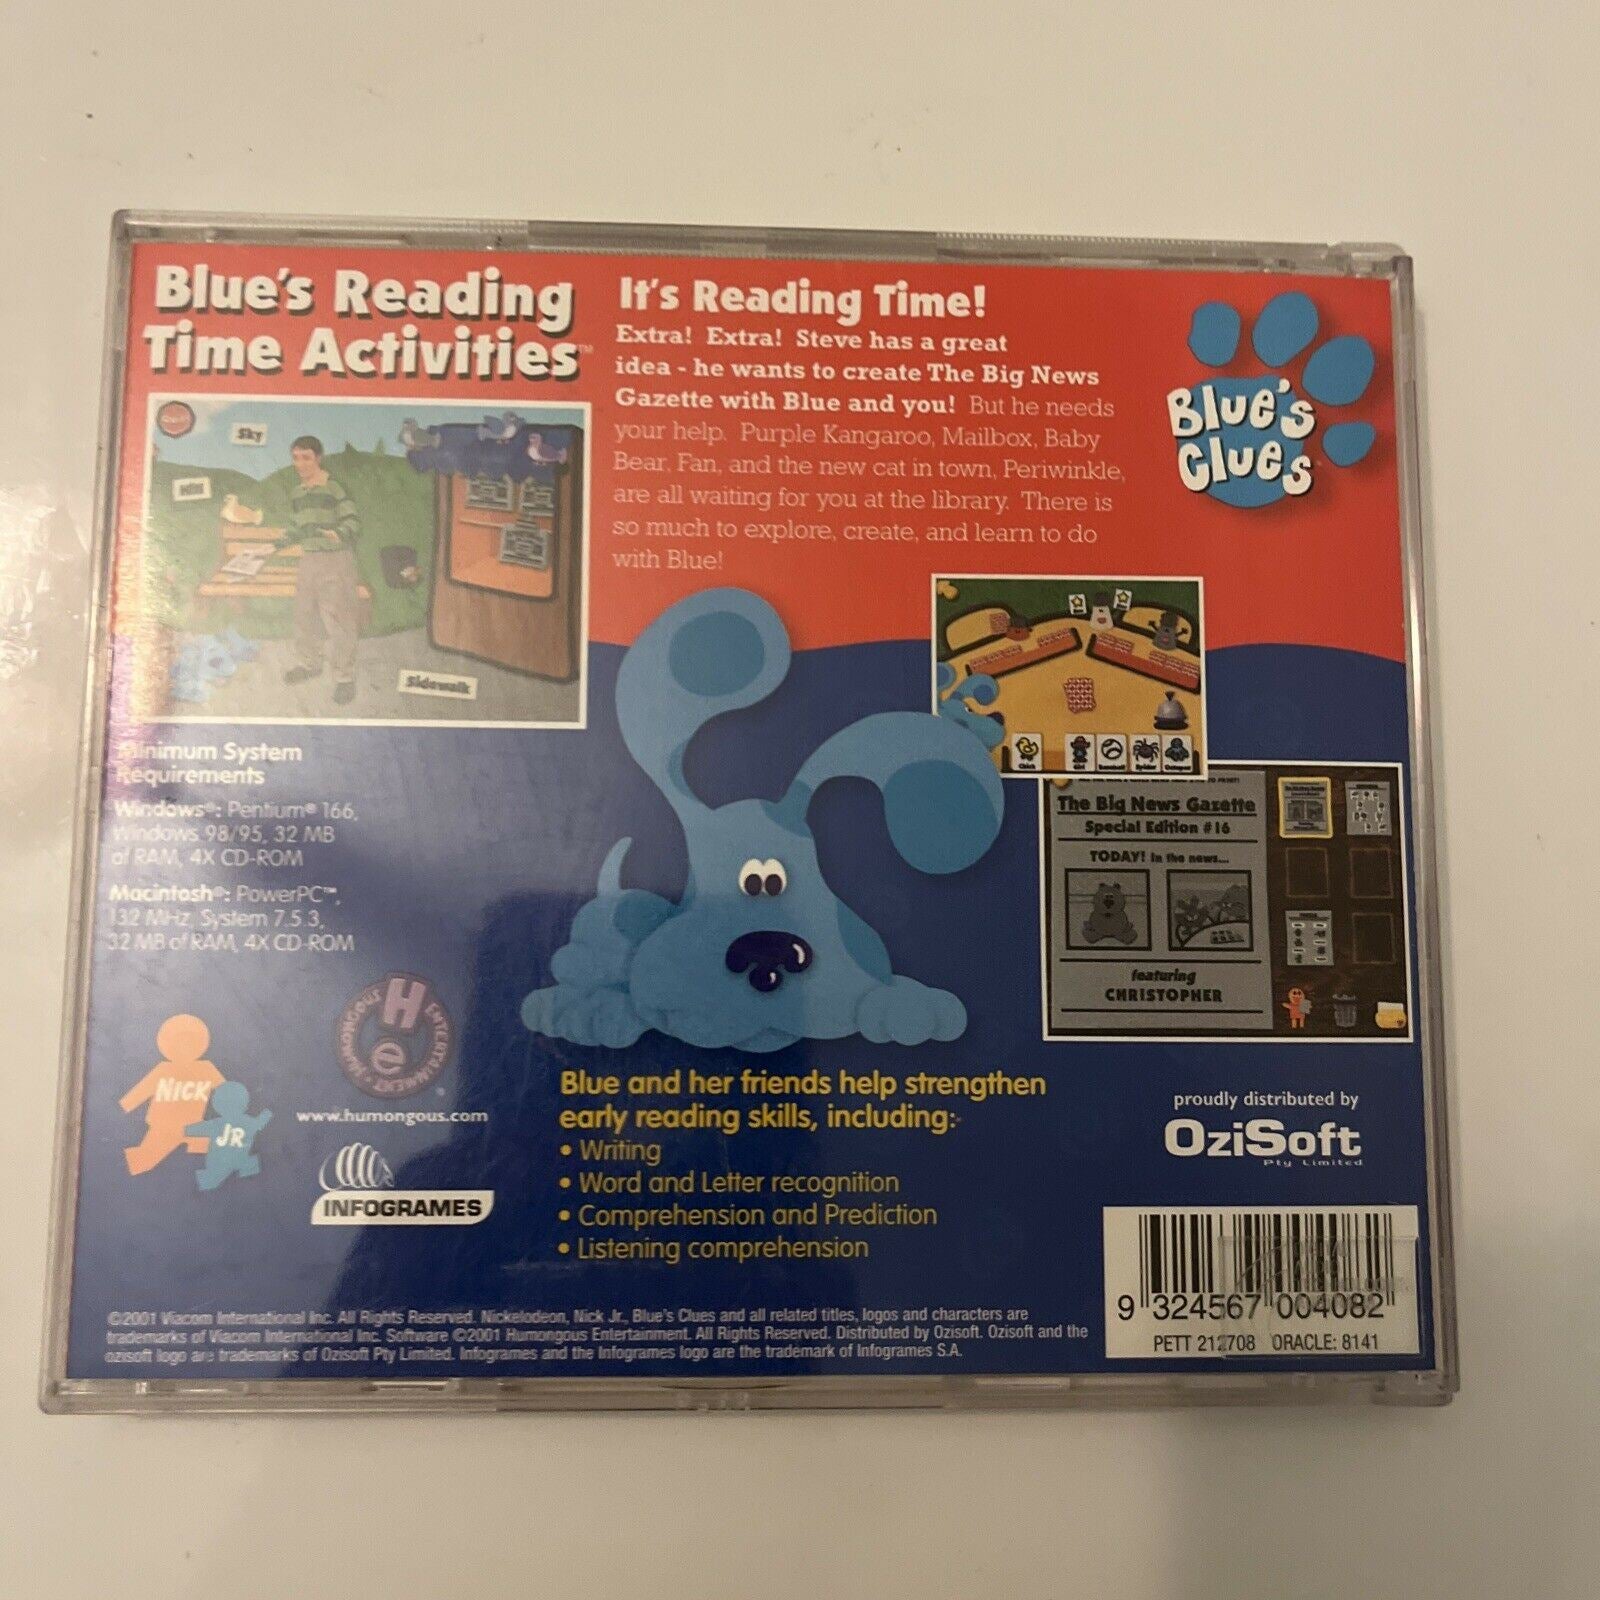 Blue's Reading
Time Activities™
Sky
Sidewalk
It's Reading Time!
Extra! Extra! Steve has a great
idea - he wants to create The Big News
Gazette with Blue and you! But he needs
your help. Purple Kangaroo, Mailbox, Baby
Bear, Fan, and the new cat in town, Periwinkle,
are all waiting for you at the library. There is
so much to explore, create, and learn to do
with Blue!
Blue's
Clues
Chick Girl Baseball Spider Octopus
The Big News Gazette
Special Edition #16
TODAY! In the news...
featuring
CHRISTOPHER
Minimum System
Requirements
Windows®: Pentium® 166,
Windows 98/95, 32 MB
of RAM, 4X CD-ROM
Macintosh®: PowerPC™,
132 MHz, System 7.5.3,
32 MB of RAM, 4X CD-ROM
NICK
JR
HUMONGOUS ENTERTAINMENT
He
www.humongous.com
INFOGRAMES
Blue and her friends help strengthen
early reading skills, including:
• Writing
• Word and Letter recognition
• Comprehension and Prediction
• Listening comprehension
proudly distributed by
OziSoft
Pty Limited
9 324567 004082
PETT 212708 ORACLE: 8141
©2001 Viacom International Inc. All Rights Reserved. Nickelodeon, Nick Jr., Blue's Clues and all related titles, logos and characters are
trademarks of Viacom International Inc. Software ©2001 Humongous Entertainment. All Rights Reserved. Distributed by Ozisoft. Ozisoft and the
ozisoft logo are trademarks of Ozisoft Pty Limited. Infogrames and the Infogrames logo are the trademark of Infogrames S.A.